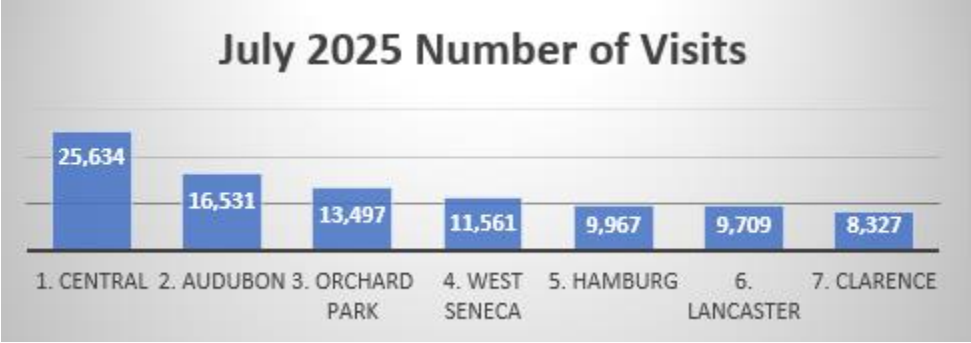 July 2025 Number of Visits
25,634
16,531
13,497
11,561
9,967
9,709
8,327
1. CENTRAL
2. AUDUBON
3. ORCHARD
PARK
4. WEST
SENECA
5. HAMBURG
6.
LANCASTER
7. CLARENCE